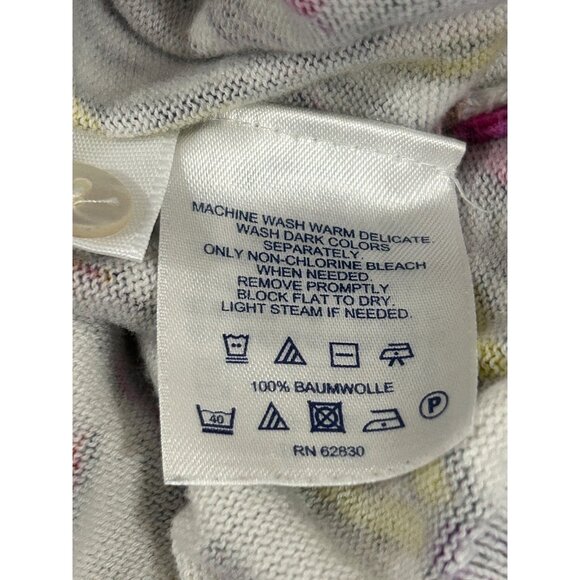 MACHINE WASH WARM DELICATE.
WASH DARK COLORS
SEPARATELY.
ONLY NON-CHLORINE BLEACH
WHEN NEEDED.
REMOVE PROMPTLY
BLOCK FLAT TO DRY.
LIGHT STEAM IF NEEDED.
100% BAUMWOLLE
40 P
RN 62830